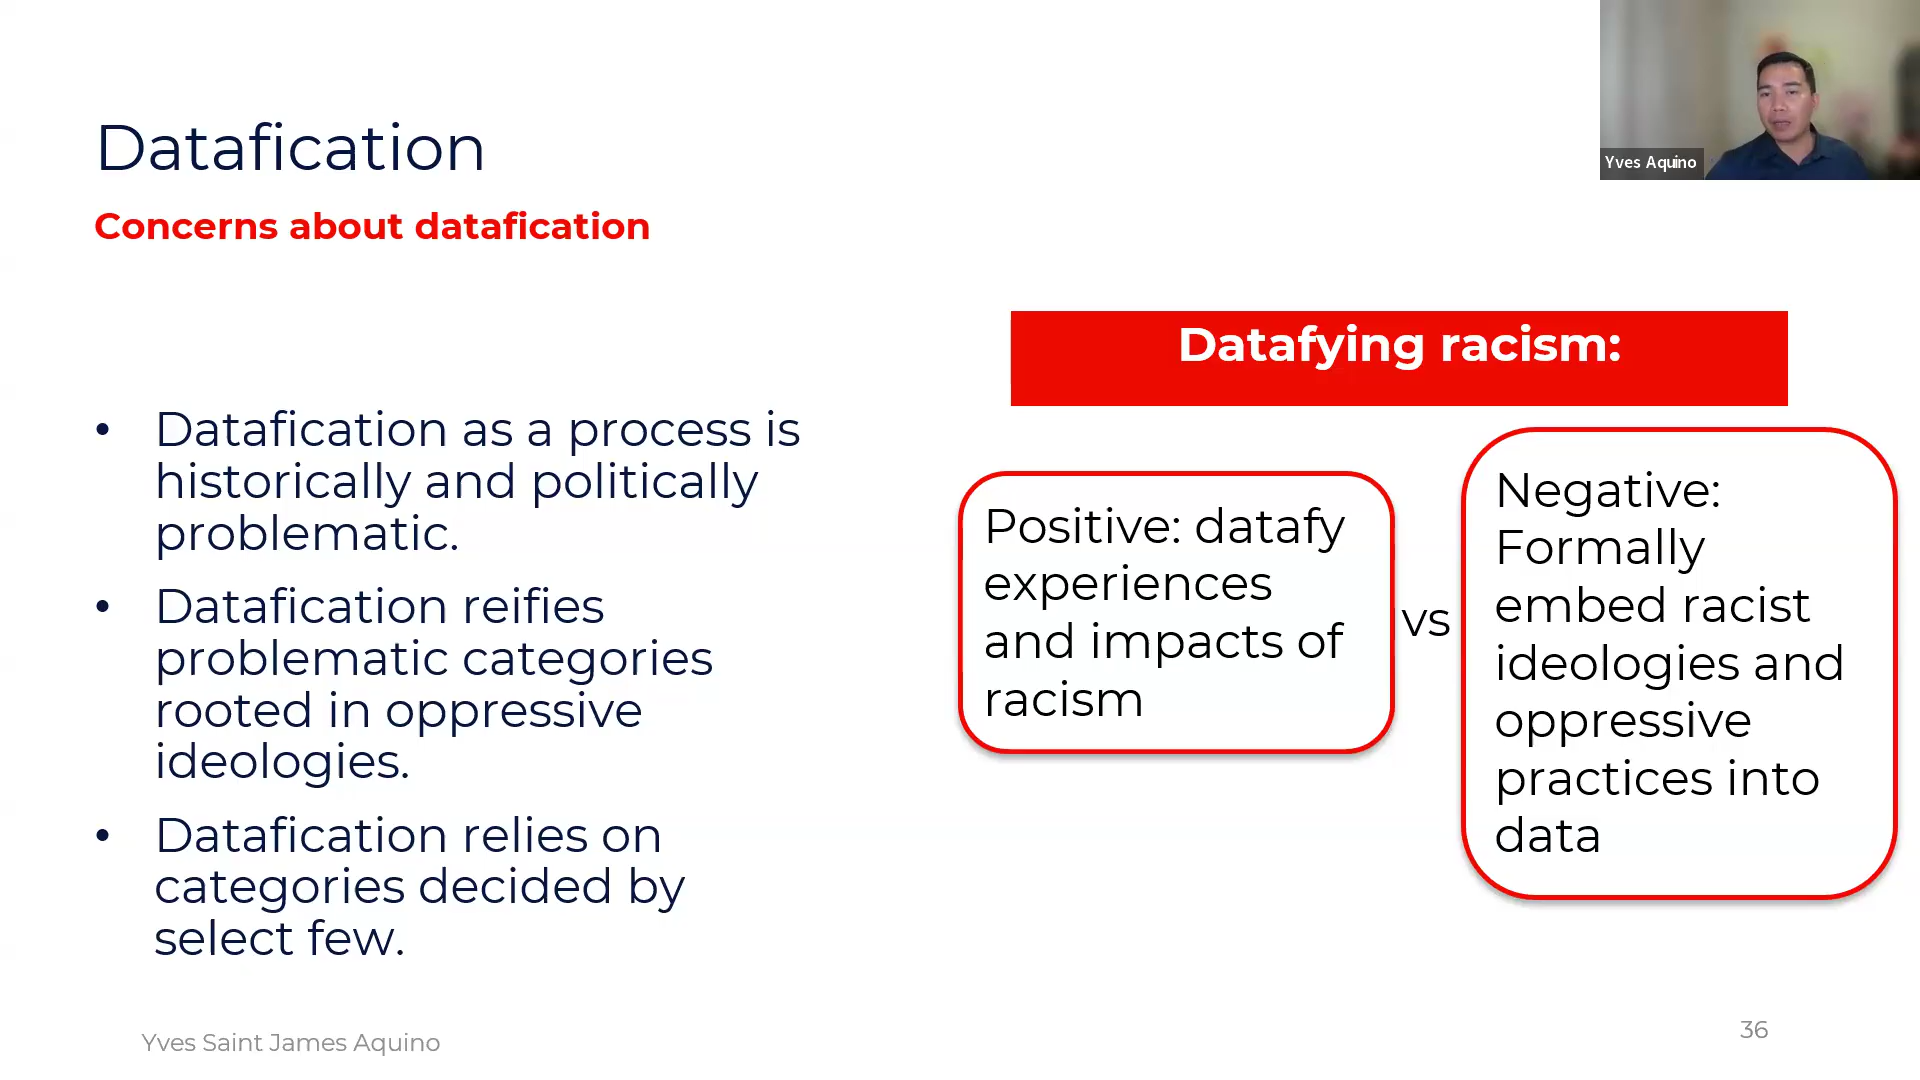 Yves Aquino
Datafication
Concerns about datafication
• Datafication as a process is
historically and politically
problematic.
• Datafication reifies
problematic categories
rooted in oppressive
ideologies.
• Datafication relies on
categories decided by
select few.
Datafying racism:
Positive: datafy
experiences
and impacts of
racism
vs
Negative:
Formally
embed racist
ideologies and
oppressive
practices into
data
Yves Saint James Aquino
36